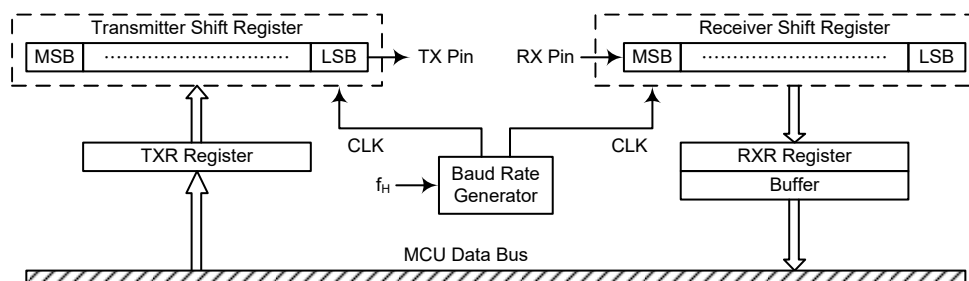 Transmitter Shift Register
MSB
LSB
TX Pin
Receiver Shift Register
RX Pin
MSB
LSB
CLK
CLK
TXR Register
Baud Rate
Generator
f_H
RXR Register
Buffer
MCU Data Bus